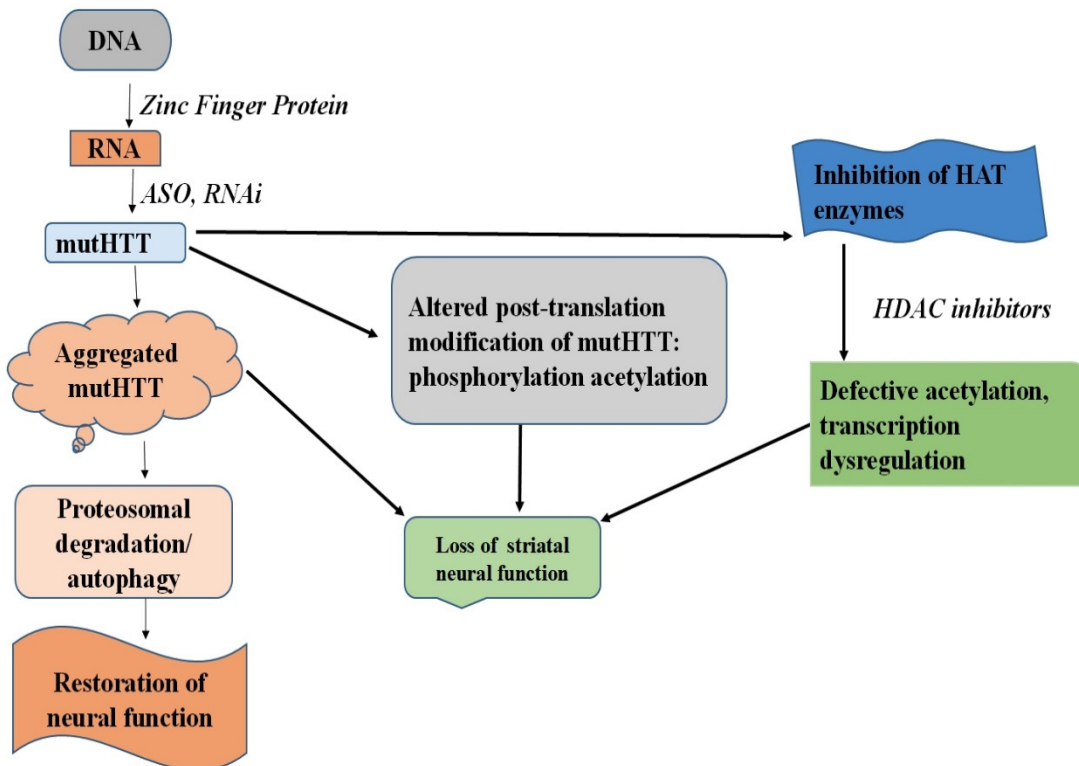 DNA
Zinc Finger Protein
RNA
ASO, RNAi
mutHTT
Inhibition of HAT
enzymes
Altered post-translation
modification of mutHTT:
phosphorylation acetylation
HDAC inhibitors
Aggregated
mutHTT
Defective acetylation,
transcription
dysregulation
Proteosomal
degradation/
autophagy
Loss of striatal
neural function
Restoration of
neural function